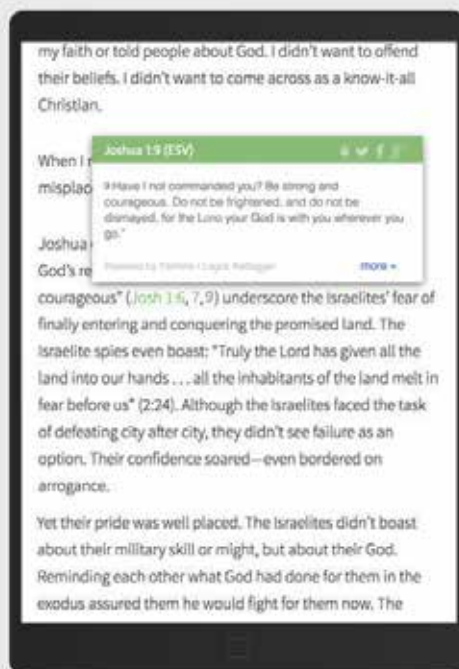 my faith or told people about God. I didn't want to offend
their beliefs. I didn't want to come across as a know-it-all
Christian.
When I
misplac
Joshua 1:9 (ESV)
9 Have I not commanded you? Be strong and
courageous. Do not be frightened, and do not be
dismayed, for the LORD your God is with you wherever you
go."
more »
Joshua
God's re
courageous" (Josh 1:6, 7, 9) underscore the Israelites' fear of
finally entering and conquering the promised land. The
Israelite spies even boast: "Truly the Lord has given all the
land into our hands . . . all the inhabitants of the land melt in
fear before us" (2:24). Although the Israelites faced the task
of defeating city after city, they didn't see failure as an
option. Their confidence soared—even bordered on
arrogance.
Yet their pride was well placed. The Israelites didn't boast
about their military skill or might, but about their God.
Reminding each other what God had done for them in the
exodus assured them he would fight for them now. The